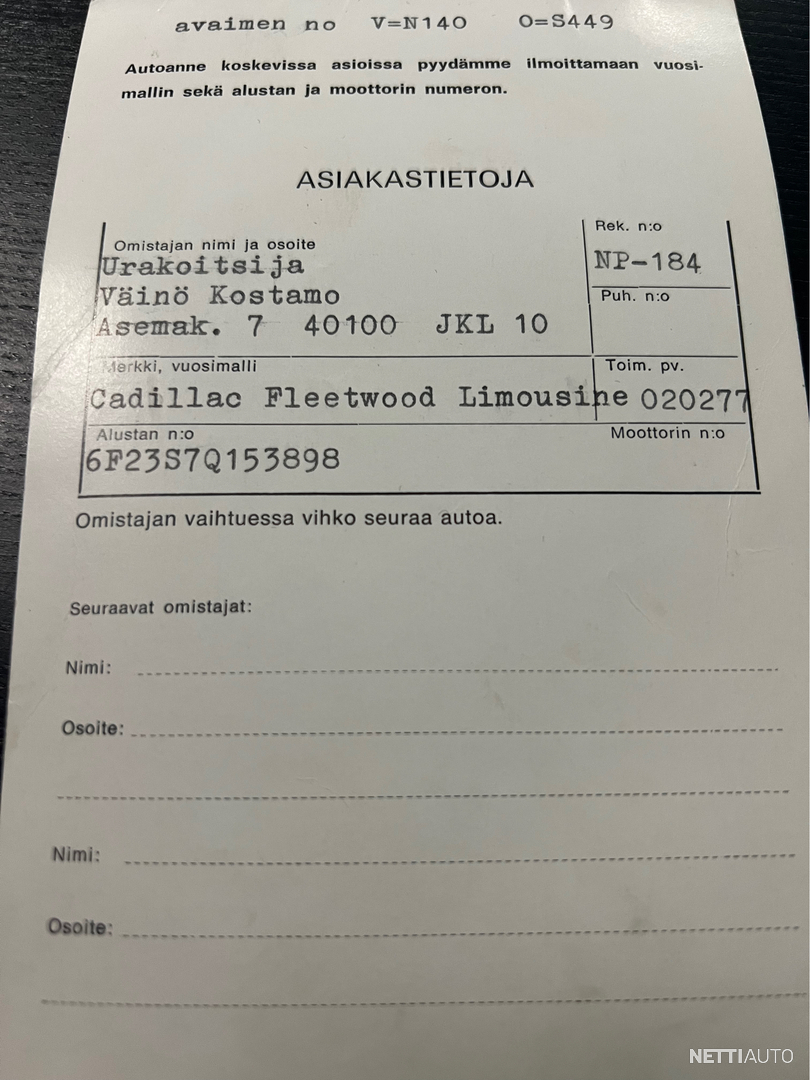 avaimen no V=N140 O=S449
Autoanne koskevissa asioissa pyydämme ilmoittamaan vuosi-
mallin sekä alustan ja moottorin numeron.
ASIAKASTIETOJA
Omistajan nimi ja osoite
Rek. n:o
Urakoitsija
NP-184
Väinö Kostamo
Puh. n:o
Asemak. 7 40100 JKL 10
Merkki, vuosimalli
Toim. pv.
Cadillac Fleetwood Limousine 020277
Alustan n:o
Moottorin n:o
6F23S7Q153898
Omistajan vaihtuessa vihko seuraa autoa.
Seuraavat omistajat:
Nimi:
Osoite:
Nimi:
Osoite:
NETTIAUTO